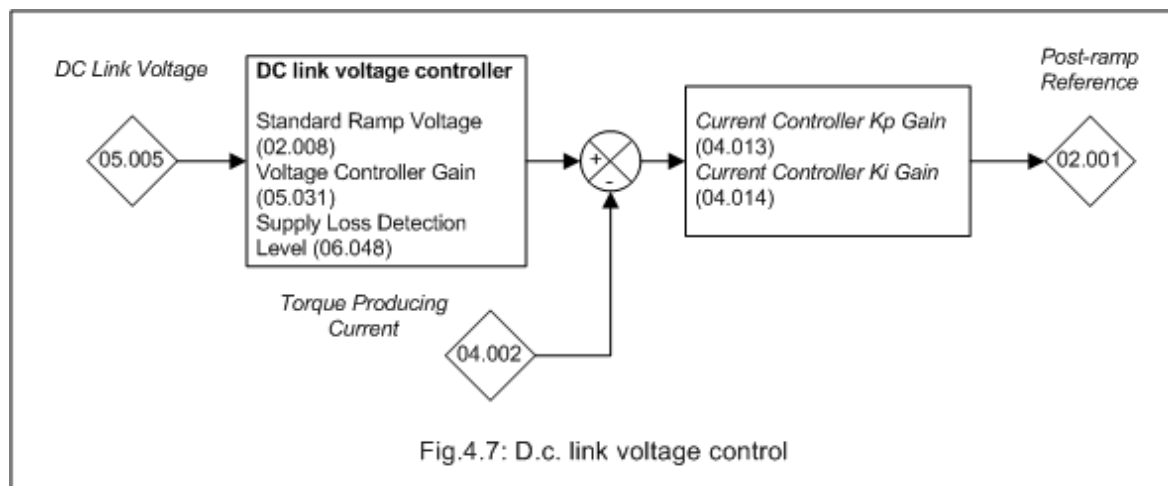 DC Link Voltage
05.005
DC link voltage controller
Standard Ramp Voltage
(02.008)
Voltage Controller Gain
(05.031)
Supply Loss Detection
Level (06.048)
+
-
Torque Producing
Current
04.002
Current Controller Kp Gain
(04.013)
Current Controller Ki Gain
(04.014)
Post-ramp
Reference
02.001
Fig.4.7: D.c. link voltage control